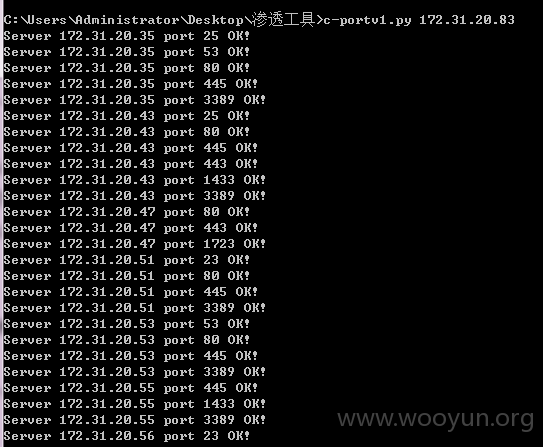 C:\Users\Administrator\Desktop\渗透工具>c-portv1.py 172.31.20.83
Server 172.31.20.35 port 25 OK!
Server 172.31.20.35 port 53 OK!
Server 172.31.20.35 port 80 OK!
Server 172.31.20.35 port 445 OK!
Server 172.31.20.35 port 3389 OK!
Server 172.31.20.43 port 25 OK!
Server 172.31.20.43 port 80 OK!
Server 172.31.20.43 port 445 OK!
Server 172.31.20.43 port 443 OK!
Server 172.31.20.43 port 1433 OK!
Server 172.31.20.43 port 3389 OK!
Server 172.31.20.47 port 80 OK!
Server 172.31.20.47 port 443 OK!
Server 172.31.20.47 port 1723 OK!
Server 172.31.20.51 port 23 OK!
Server 172.31.20.51 port 80 OK!
Server 172.31.20.51 port 445 OK!
Server 172.31.20.51 port 3389 OK!
Server 172.31.20.53 port 53 OK!
Server 172.31.20.53 port 80 OK!
Server 172.31.20.53 port 445 OK!
Server 172.31.20.53 port 3389 OK!
Server 172.31.20.55 port 445 OK!
Server 172.31.20.55 port 1433 OK!
Server 172.31.20.55 port 3389 OK!
Server 172.31.20.56 port 23 OK!
www.wooyun.org